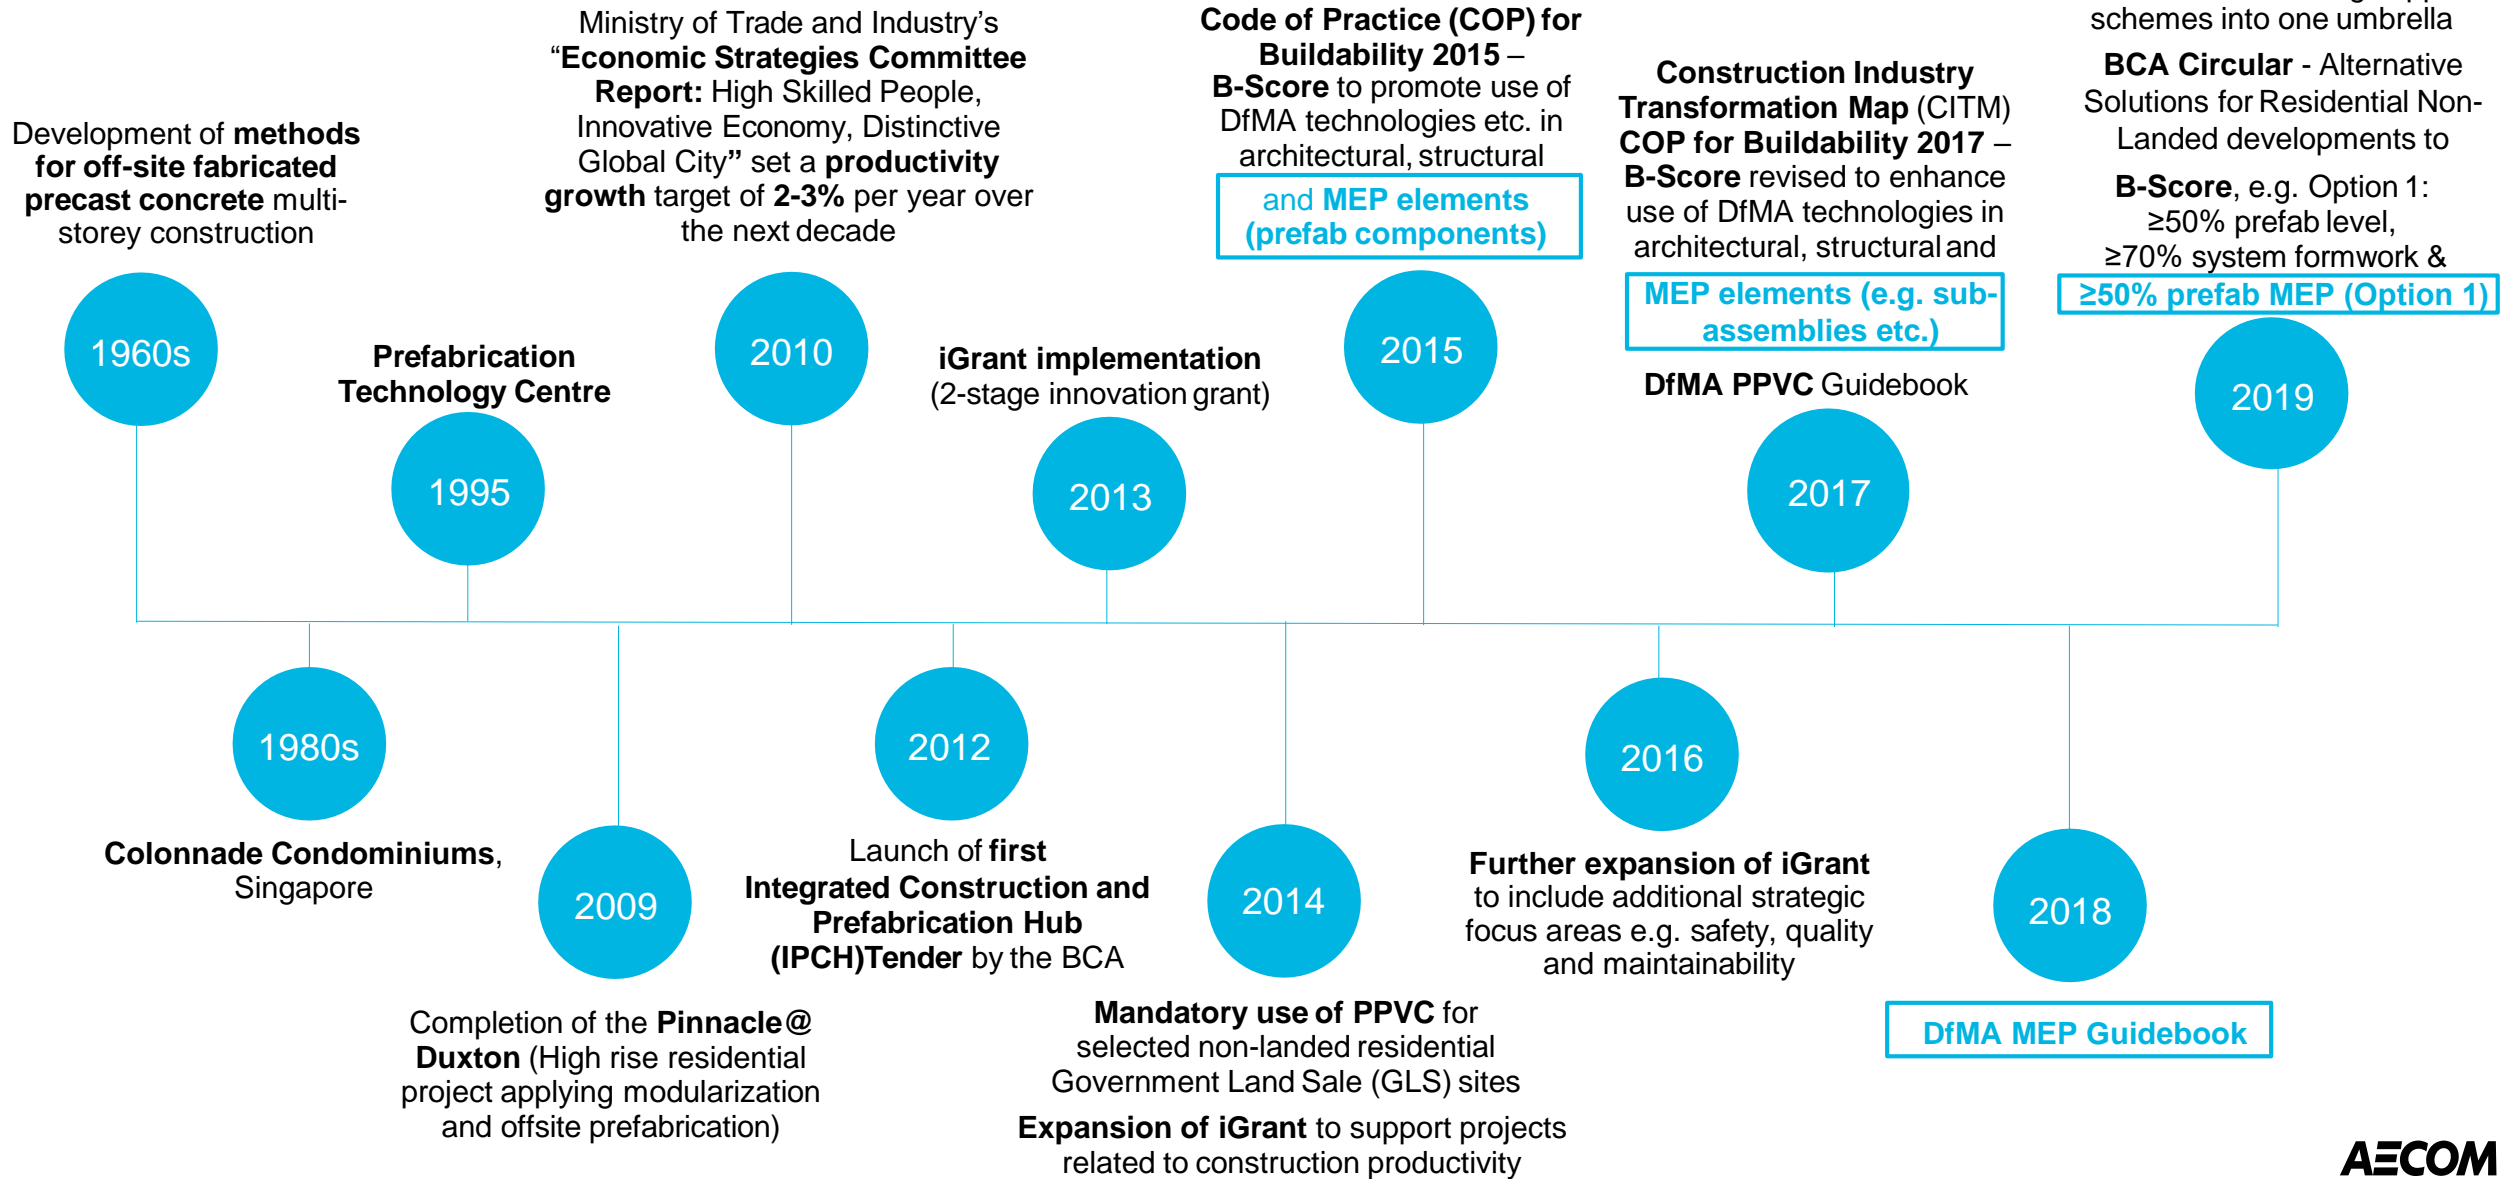 Development of methods
for off-site fabricated
precast concrete multi-
storey construction
1960s
Prefabrication
Technology Centre
1995
Ministry of Trade and Industry’s
“Economic Strategies Committee
Report: High Skilled People,
Innovative Economy, Distinctive
Global City” set a productivity
growth target of 2-3% per year over
the next decade
2010
iGrant implementation
(2-stage innovation grant)
2013
Code of Practice (COP) for
Buildability 2015 –
B-Score to promote use of
DfMA technologies etc. in
architectural, structural
and MEP elements
(prefab components)
2015
Construction Industry
Transformation Map (CITM)
COP for Buildability 2017 –
B-Score revised to enhance
use of DfMA technologies in
architectural, structural and
MEP elements (e.g. sub-
assemblies etc.)
DfMA PPVC Guidebook
2017
schemes into one umbrella
BCA Circular - Alternative
Solutions for Residential Non-
Landed developments to
B-Score, e.g. Option 1:
≥50% prefab level,
≥70% system formwork &
≥50% prefab MEP (Option 1)
2019
1980s
Colonnade Condominiums,
Singapore
2009
Completion of the Pinnacle@
Duxton (High rise residential
project applying modularization
and offsite prefabrication)
2012
Launch of first
Integrated Construction and
Prefabrication Hub
(IPCH)Tender by the BCA
2014
Mandatory use of PPVC for
selected non-landed residential
Government Land Sale (GLS) sites
Expansion of iGrant to support projects
related to construction productivity
2016
Further expansion of iGrant
to include additional strategic
focus areas e.g. safety, quality
and maintainability
2018
DfMA MEP Guidebook
AECOM